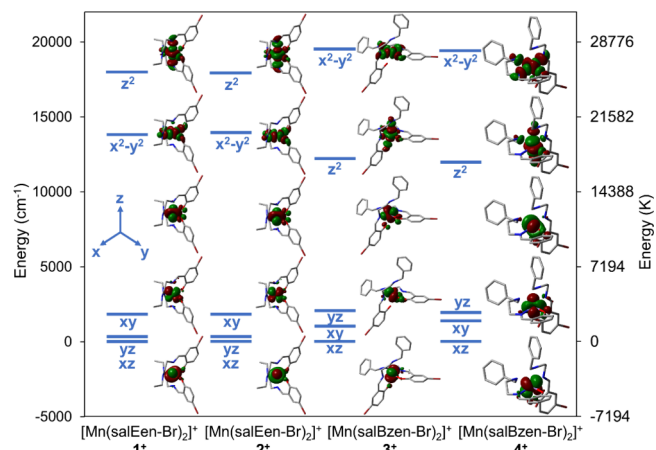 20000
15000
10000
5000
0
-5000
Energy (cm⁻¹)
28776
21582
14388
7194
0
-7194
Energy (K)
z
x
y
z²
x²-y²
xy
yz
xz
z²
x²-y²
xy
yz
xz
x²-y²
z²
yz
xy
xz
x²-y²
z²
yz
xy
xz
[Mn(salEen-Br)₂]⁺ [Mn(salEen-Br)₂]⁺ [Mn(salBzen-Br)₂]⁺ [Mn(salBzen-Br)₂]⁺
1⁺ 2⁺ 3⁺ 4⁺